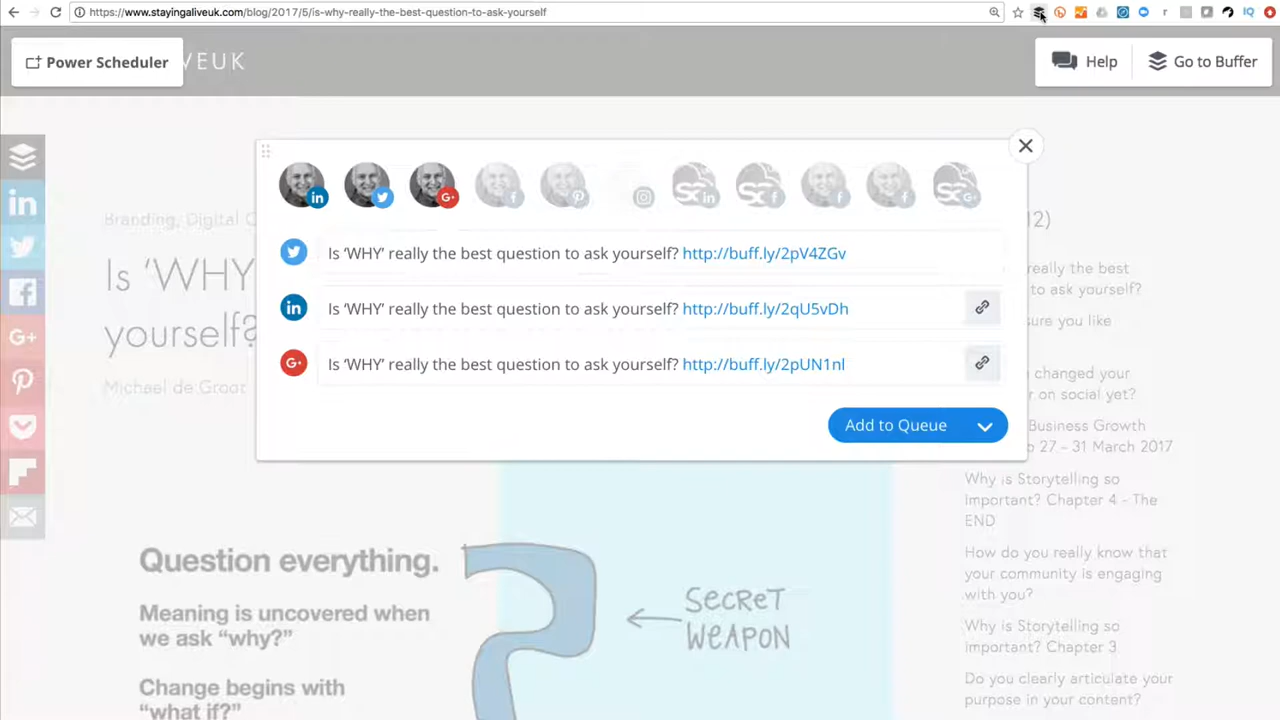 https://www.stayingaliveuk.com/blog/2017/5/is-why-really-the-best-question-to-ask-yourself
Power Scheduler
VEUK
Help
Go to Buffer
Is ‘WHY’ really the best question to ask yourself? http://buff.ly/2pV4ZGv
Is ‘WHY’ really the best question to ask yourself? http://buff.ly/2qU5vDh
Is ‘WHY’ really the best question to ask yourself? http://buff.ly/2pUN1nl
Add to Queue
Branding, Digital C
Is ‘WHY
yourself?
Michael de Groot
Question everything.
Meaning is uncovered when
we ask “why?”
Change begins with
“what if?”
SECRET
WEAPON
12)
really the best
to ask yourself?
sure you like
changed your
on social yet?
Business Growth
27 - 31 March 2017
Why is Storytelling so
important? Chapter 4 - The
END
How do you really know that
your community is engaging
with you?
Why is Storytelling so
important? Chapter 3
Do you clearly articulate your
purpose in your content?